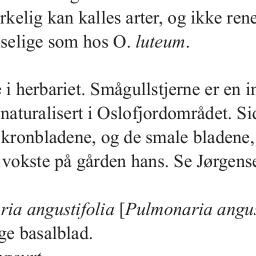 rkelig kan kalles arter, og ikke rene
selige som hos O. luteum.
i herbariet. Smågullstjerne er en in
naturalisert i Oslofjordområdet. Sid
kronbladene, og de smale bladene,
vokste på gården hans. Se Jørgense
ria angustifolia [Pulmonaria angus
ge basalblad.